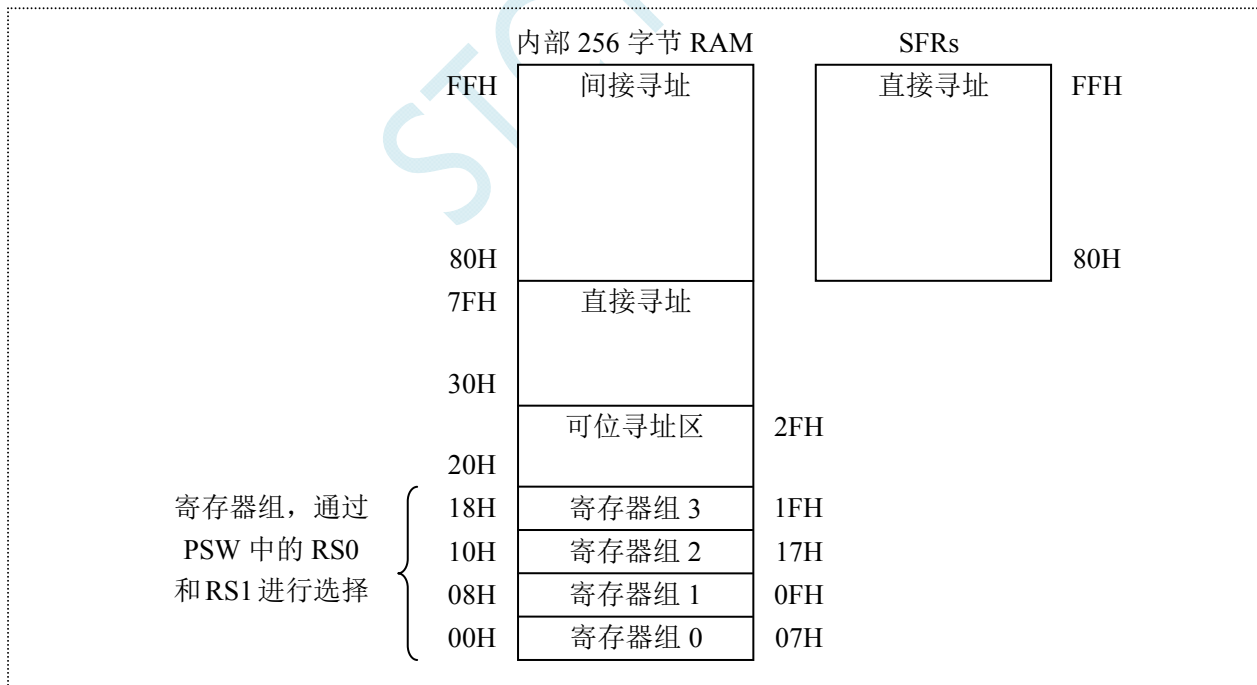 内部 256 字节 RAM SFRs
FFH 间接寻址 直接寻址 FFH
80H 80H
7FH 直接寻址
30H
可位寻址区 2FH
20H
寄存器组，通过 18H 寄存器组 3 1FH
PSW 中的 RS0 10H 寄存器组 2 17H
和RS1进行选择 08H 寄存器组 1 0FH
00H 寄存器组 0 07H